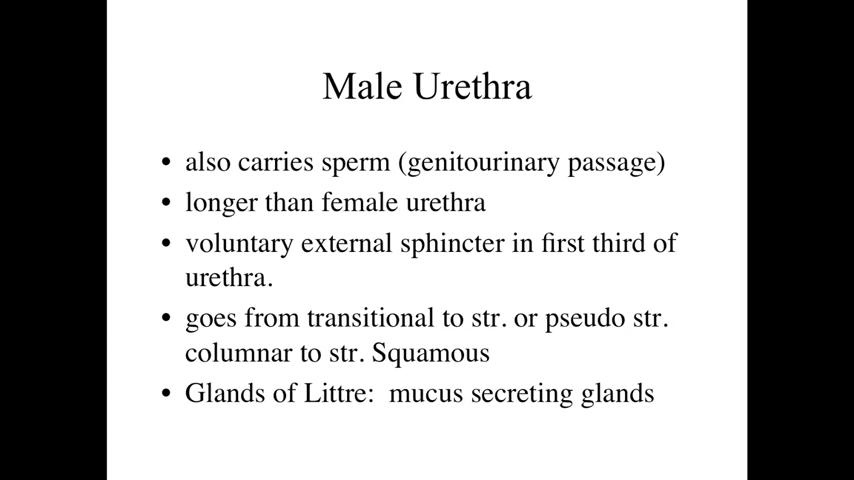 Male Urethra
• also carries sperm (genitourinary passage)
• longer than female urethra
• voluntary external sphincter in first third of
urethra.
• goes from transitional to str. or pseudo str.
columnar to str. Squamous
• Glands of Littre:  mucus secreting glands